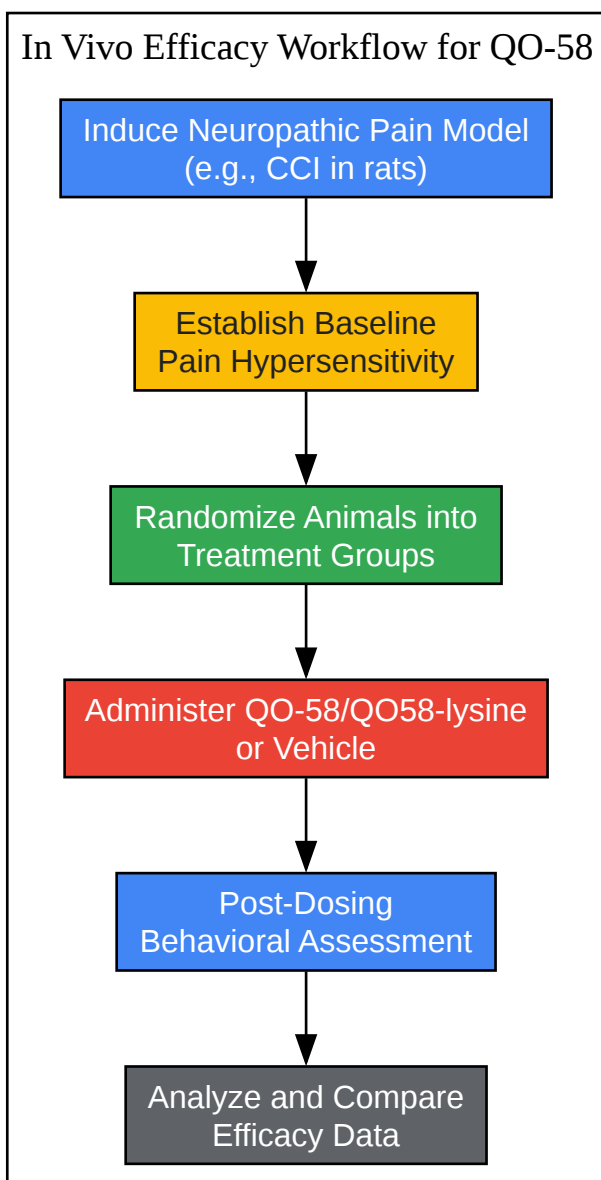 In Vivo Efficacy Workflow for QO-58
Induce Neuropathic Pain Model
(e.g., CCI in rats)
Establish Baseline
Pain Hypersensitivity
Randomize Animals into
Treatment Groups
Administer QO-58/QO58-lysine
or Vehicle
Post-Dosing
Behavioral Assessment
Analyze and Compare
Efficacy Data